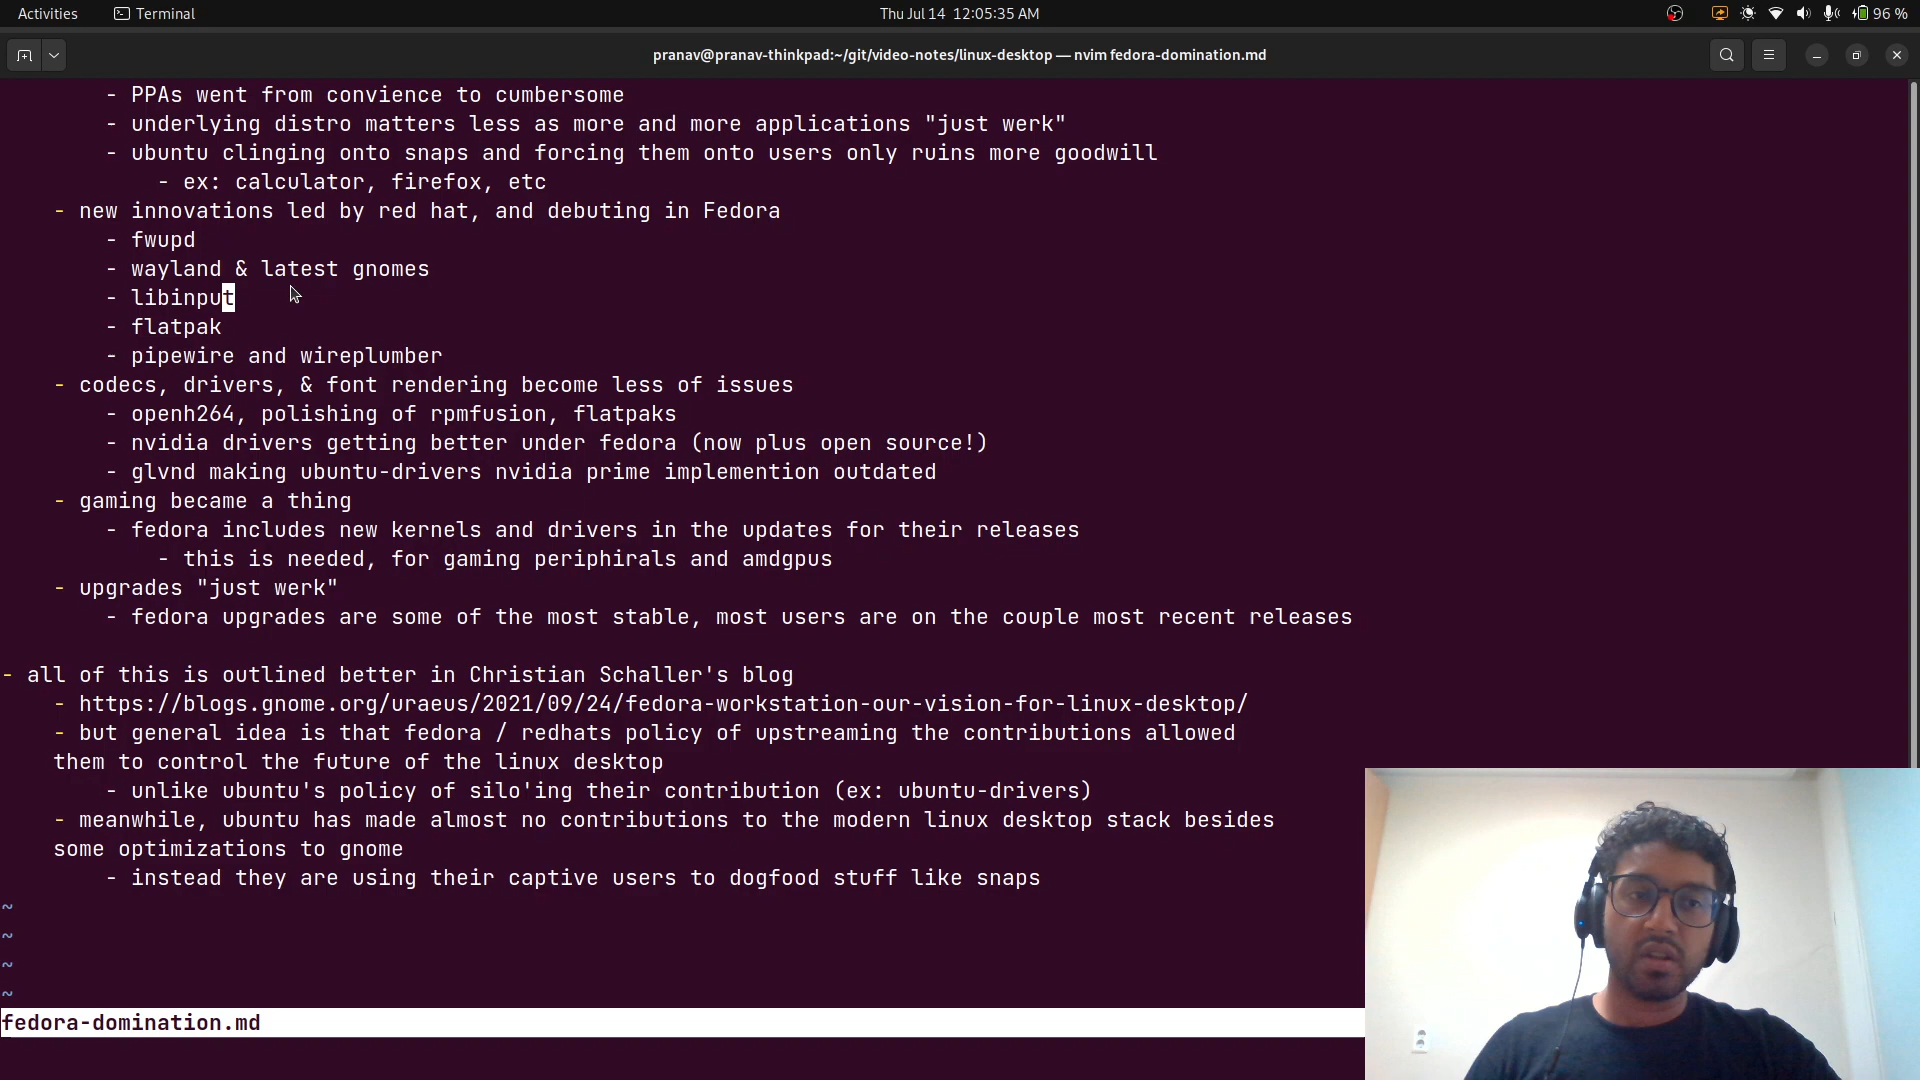 Activities Terminal Thu Jul 14 12:05:35 AM 96 %
pranav@pranav-thinkpad:~/git/video-notes/linux-desktop — nvim fedora-domination.md
- PPAs went from convience to cumbersome
- underlying distro matters less as more and more applications "just werk"
- ubuntu clinging onto snaps and forcing them onto users only ruins more goodwill
- ex: calculator, firefox, etc
- new innovations led by red hat, and debuting in Fedora
- fwupd
- wayland & latest gnomes
- libinput
- flatpak
- pipewire and wireplumber
- codecs, drivers, & font rendering become less of issues
- openh264, polishing of rpmfusion, flatpaks
- nvidia drivers getting better under fedora (now plus open source!)
- glvnd making ubuntu-drivers nvidia prime implemention outdated
- gaming became a thing
- fedora includes new kernels and drivers in the updates for their releases
- this is needed, for gaming periphirals and amdgpus
- upgrades "just werk"
- fedora upgrades are some of the most stable, most users are on the couple most recent releases
- all of this is outlined better in Christian Schaller's blog
- https://blogs.gnome.org/uraeus/2021/09/24/fedora-workstation-our-vision-for-linux-desktop/
- but general idea is that fedora / redhats policy of upstreaming the contributions allowed
them to control the future of the linux desktop
- unlike ubuntu's policy of silo'ing their contribution (ex: ubuntu-drivers)
- meanwhile, ubuntu has made almost no contributions to the modern linux desktop stack besides
some optimizations to gnome
- instead they are using their captive users to dogfood stuff like snaps
~
~
~
~
fedora-domination.md